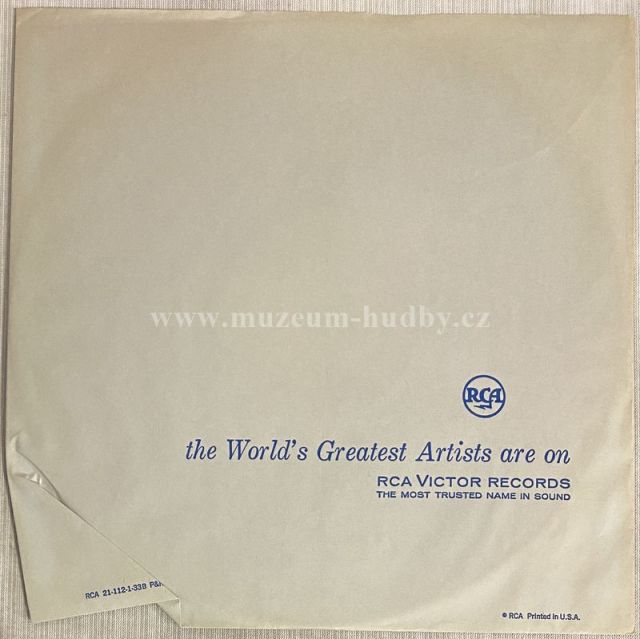 www.muzeum-hudby.cz
RCA
the World's Greatest Artists are on
RCA VICTOR RECORDS
THE MOST TRUSTED NAME IN SOUND
RCA 21-112-1-33B
® RCA Printed in U.S.A.